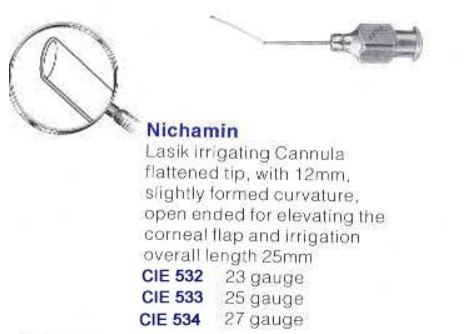 Nichamin
Lasik irrigating Cannula
flattened tip, with 12mm,
slightly formed curvature,
open ended for elevating the
corneal flap and irrigation
overall length 25mm
CIE 532 23 gauge
CIE 533 25 gauge
CIE 534 27 gauge